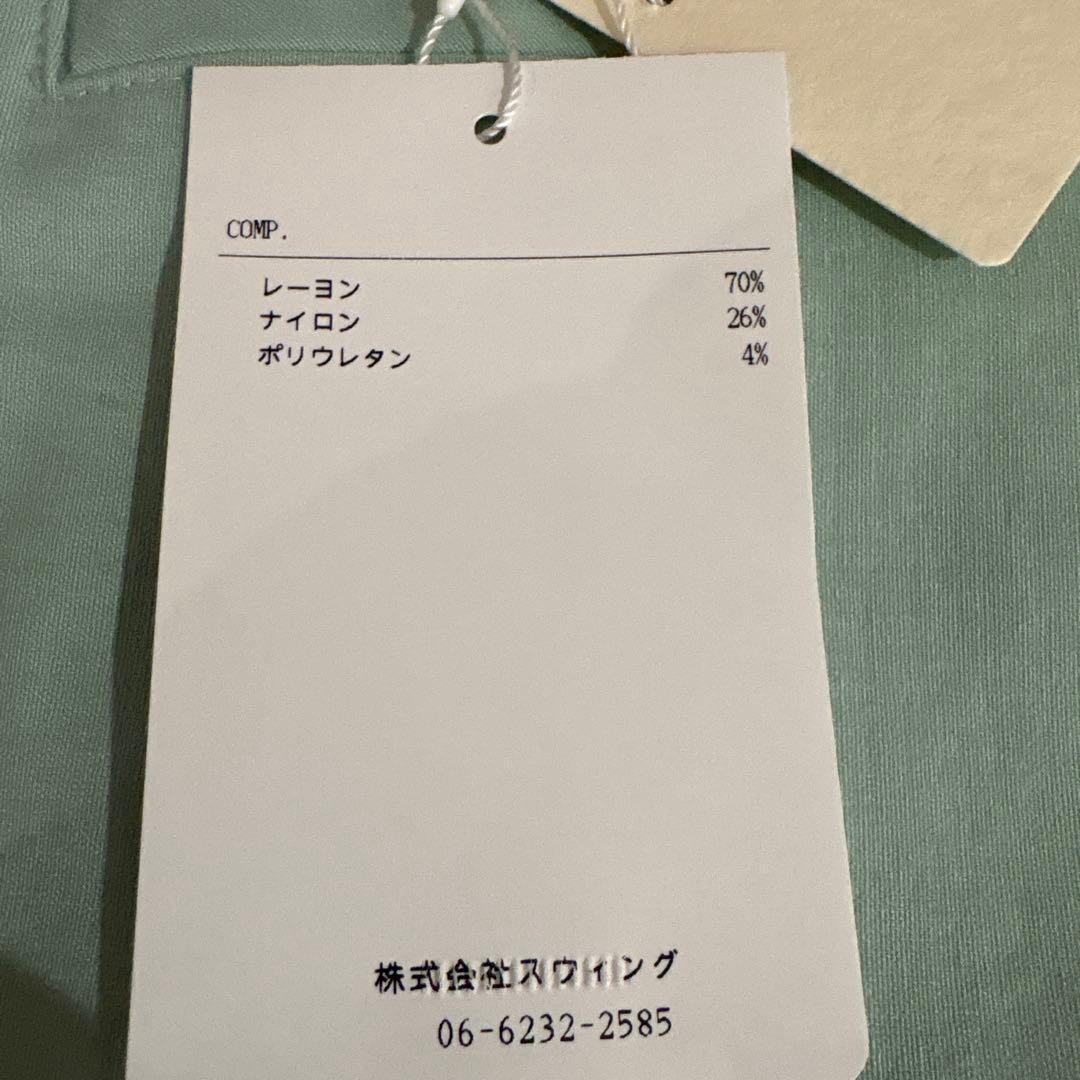 COMP.
レーヨン 70%
ナイロン 26%
ポリウレタン 4%
株式会社スウィング
06-6232-2585